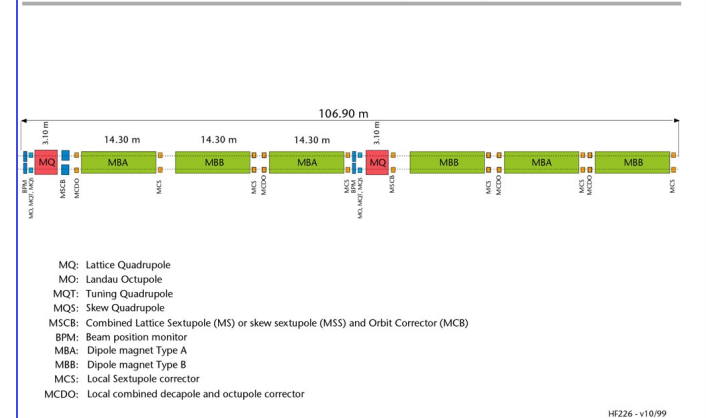 106.90 m
3.10 m
14.30 m 14.30 m 14.30 m
3.10 m
MQ MBA MBB MBA MQ MBB MBA MBB
BPM
MO, MQT, MQS
MSCB
MCDO
MCS
MCS
MCDO
MCS
BPM
MO, MQT, MQS
MSCB
MCS
MCDO
MCS
MCDO
MCS
MQ: Lattice Quadrupole
MO: Landau Octupole
MQT: Tuning Quadrupole
MQS: Skew Quadrupole
MSCB: Combined Lattice Sextupole (MS) or skew sextupole (MSS) and Orbit Corrector (MCB)
BPM: Beam position monitor
MBA: Dipole magnet Type A
MBB: Dipole magnet Type B
MCS: Local Sextupole corrector
MCDO: Local combined decapole and octupole corrector
HF226 - v10/99